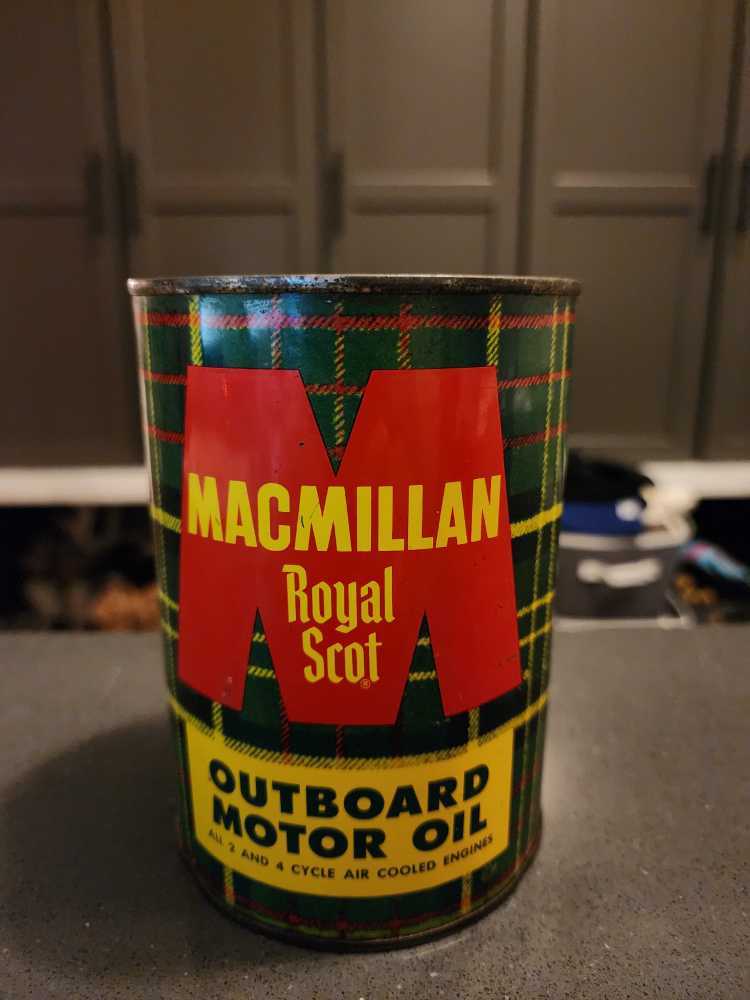 MACMILLAN
Royal
Scot®
OUTBOARD
MOTOR OIL
ALL 2 AND 4 CYCLE AIR COOLED ENGINES